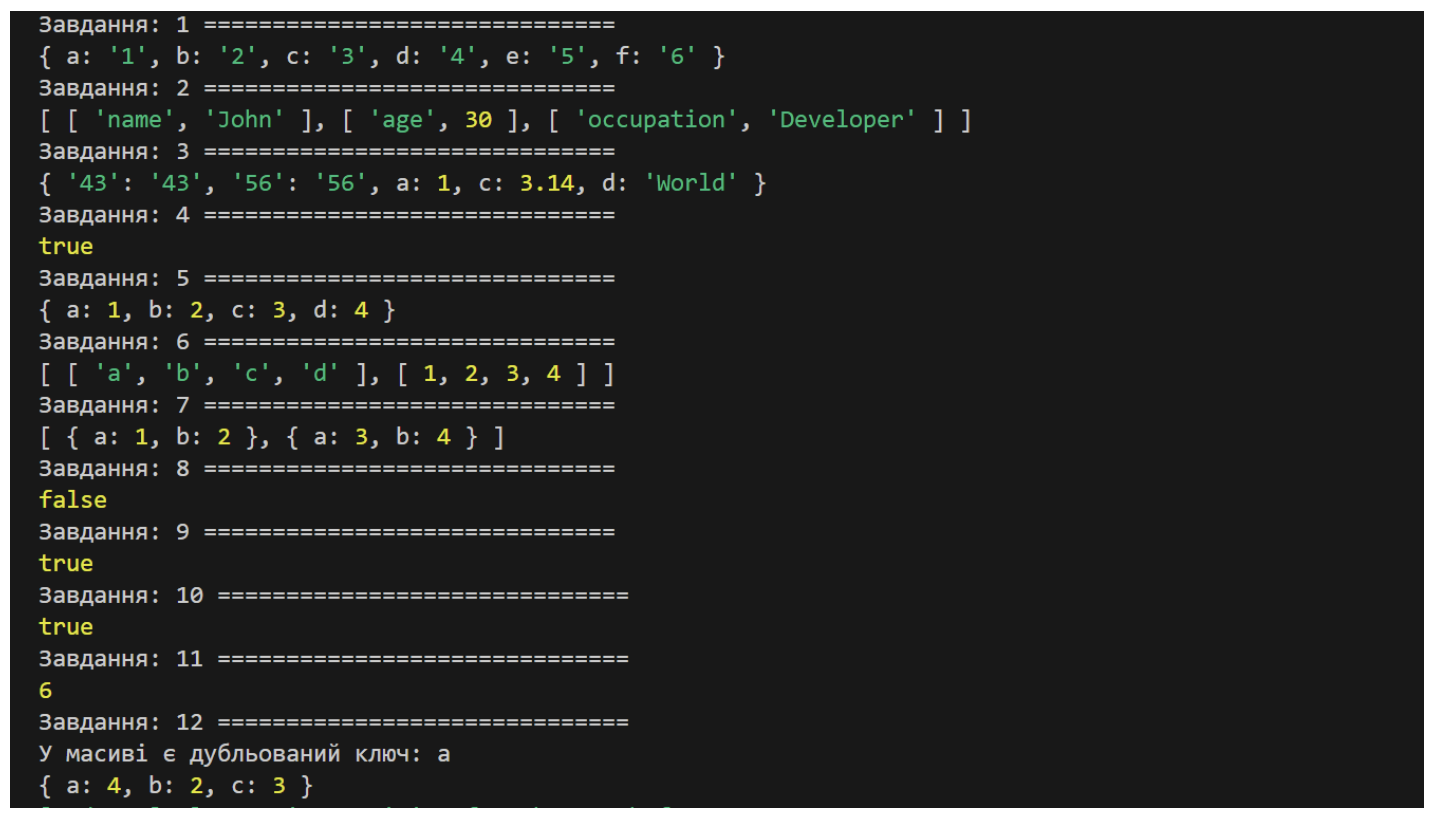 Завдання: 1 ==============================
{ a: '1', b: '2', c: '3', d: '4', e: '5', f: '6' }
Завдання: 2 ==============================
[ [ 'name', 'John' ], [ 'age', 30 ], [ 'occupation', 'Developer' ] ]
Завдання: 3 ==============================
{ '43': '43', '56': '56', a: 1, c: 3.14, d: 'World' }
Завдання: 4 ==============================
true
Завдання: 5 ==============================
{ a: 1, b: 2, c: 3, d: 4 }
Завдання: 6 ==============================
[ [ 'a', 'b', 'c', 'd' ], [ 1, 2, 3, 4 ] ]
Завдання: 7 ==============================
[ { a: 1, b: 2 }, { a: 3, b: 4 } ]
Завдання: 8 ==============================
false
Завдання: 9 ==============================
true
Завдання: 10 ==============================
true
Завдання: 11 ==============================
6
Завдання: 12 ==============================
У масиві є дубльований ключ: a
{ a: 4, b: 2, c: 3 }